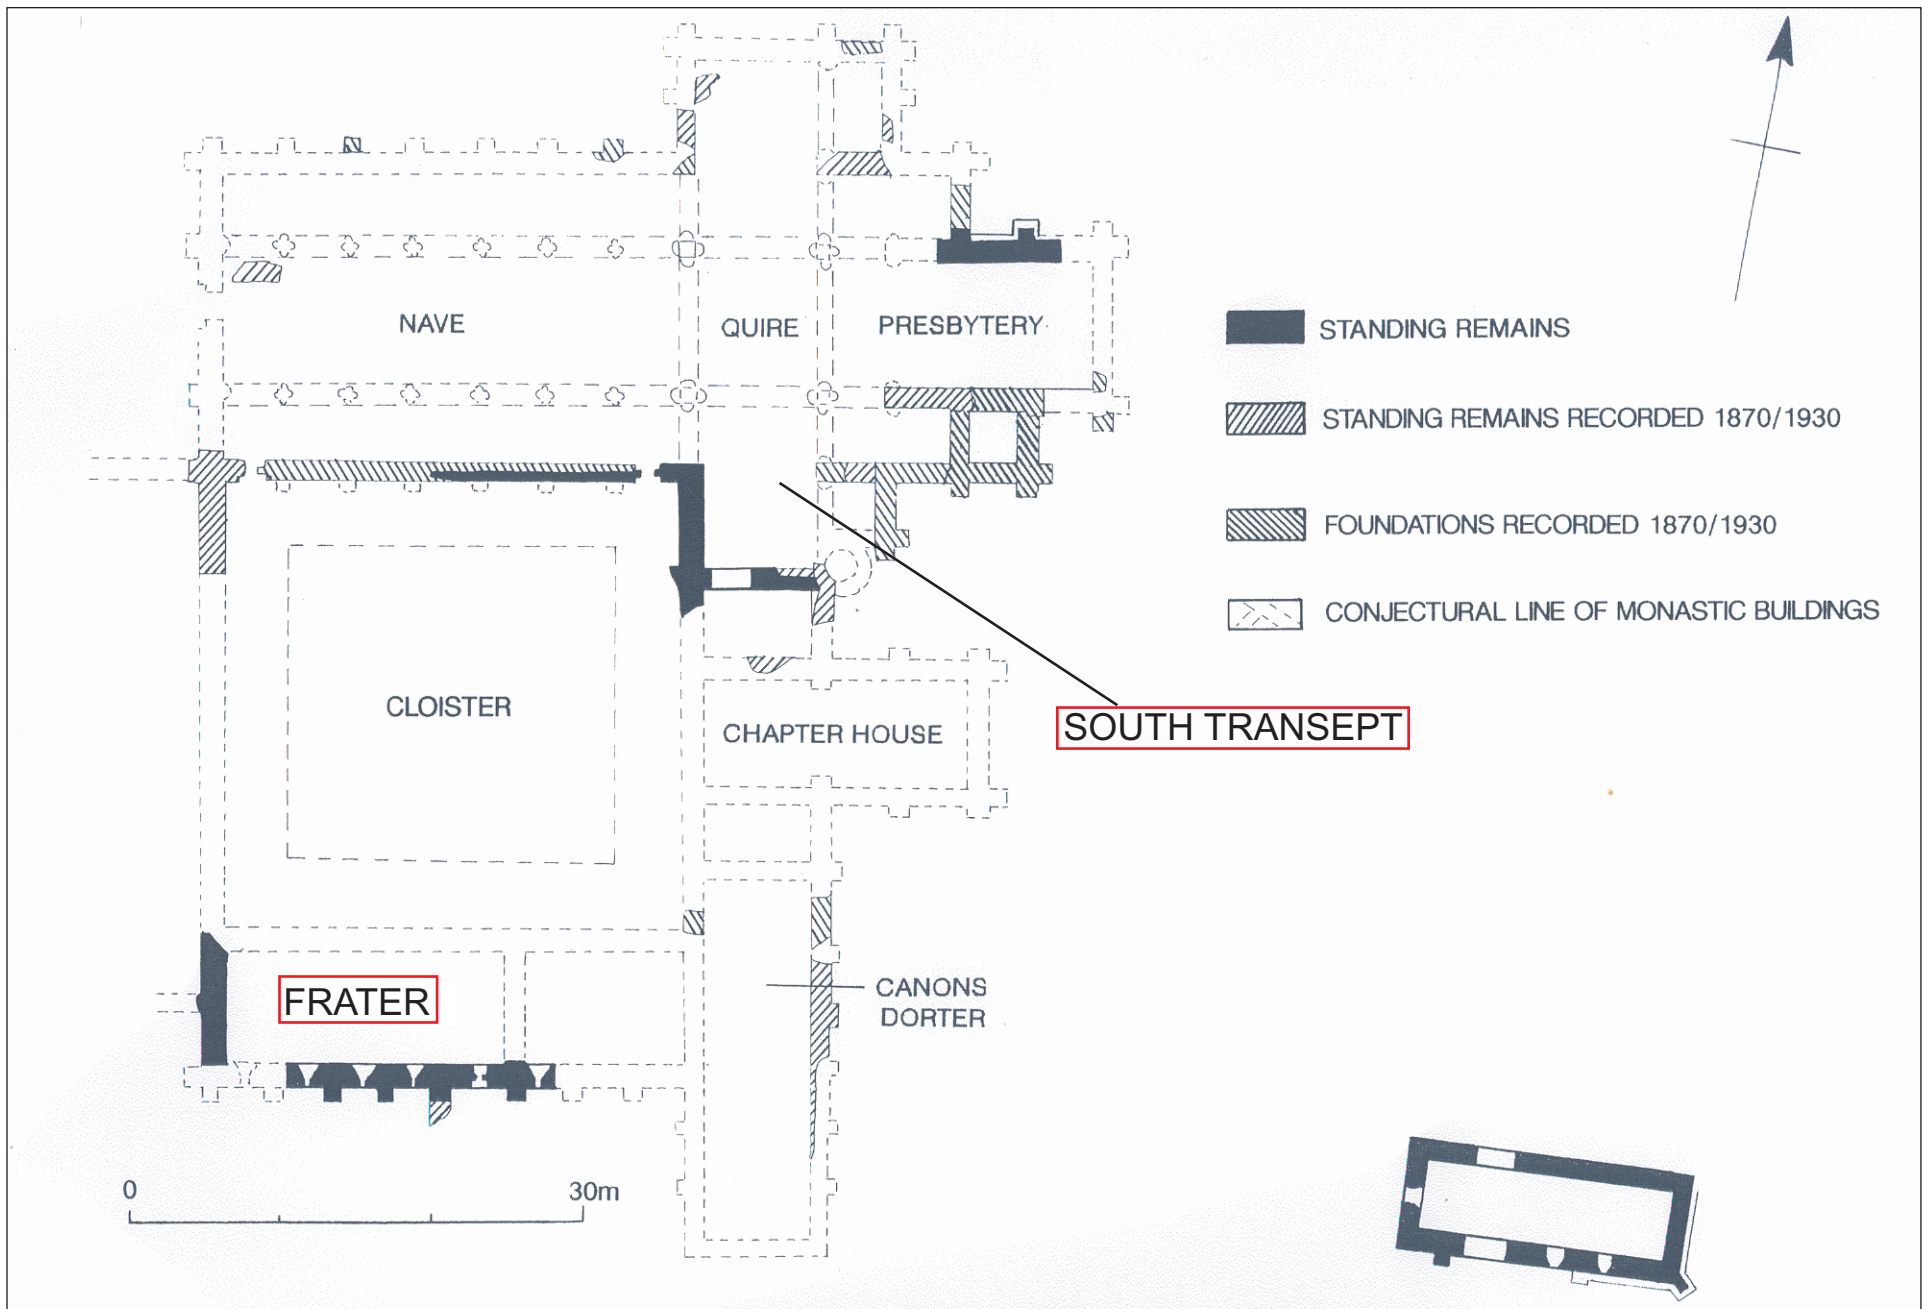 NAVE
QUIRE
PRESBYTERY
STANDING REMAINS
STANDING REMAINS RECORDED 1870/1930
FOUNDATIONS RECORDED 1870/1930
CONJECTURAL LINE OF MONASTIC BUILDINGS
CLOISTER
CHAPTER HOUSE
SOUTH TRANSEPT
FRATER
CANONS
DORTER
0 30m